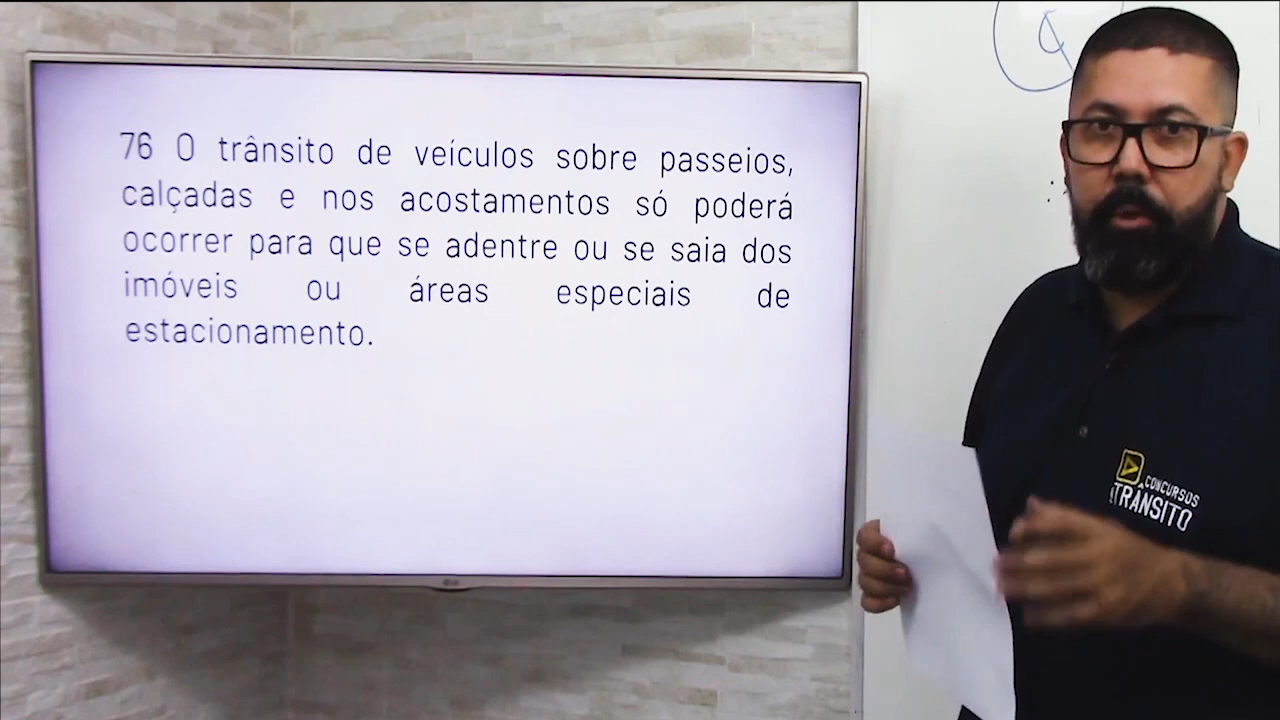 76 O trânsito de veículos sobre passeios,
calçadas e nos acostamentos só poderá
ocorrer para que se adentre ou se saia dos
imóveis ou áreas especiais de
estacionamento.
LG
CONCURSOS
TRÂNSITO